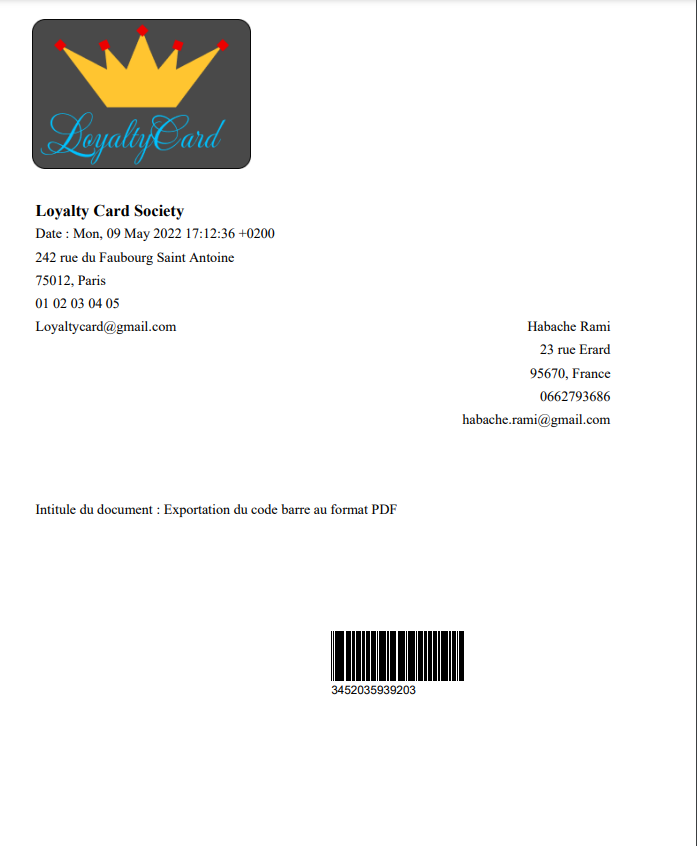 LoyaltyCard
Loyalty Card Society
Date : Mon, 09 May 2022 17:12:36 +0200
242 rue du Faubourg Saint Antoine
75012, Paris
01 02 03 04 05
Loyaltycard@gmail.com
Habache Rami
23 rue Erard
95670, France
0662793686
habache.rami@gmail.com
Intitule du document : Exportation du code barre au format PDF
3452035939203